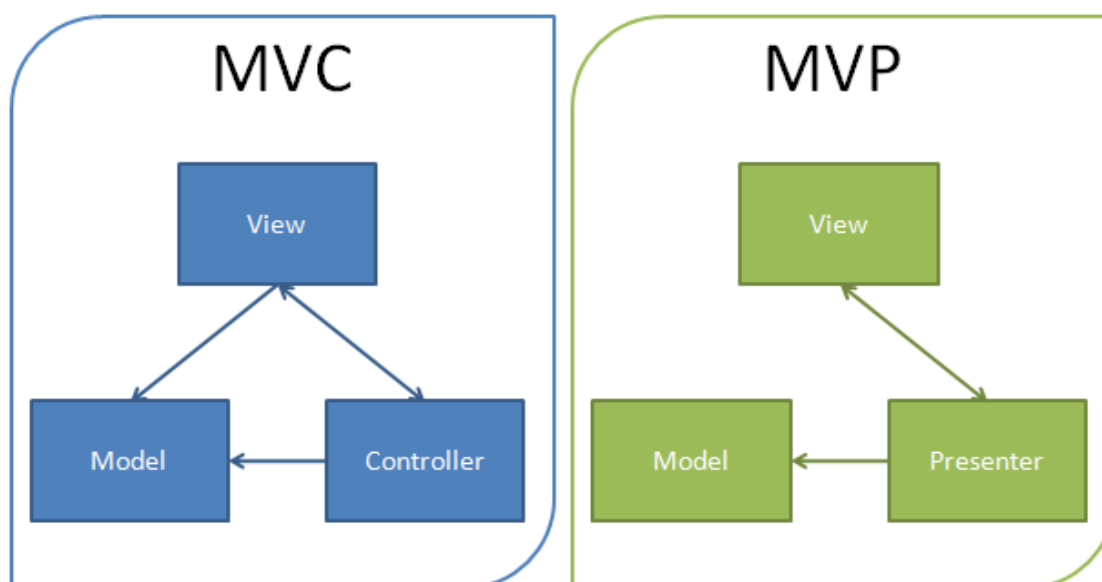 MVC
View
Model
Controller
MVP
View
Model
Presenter